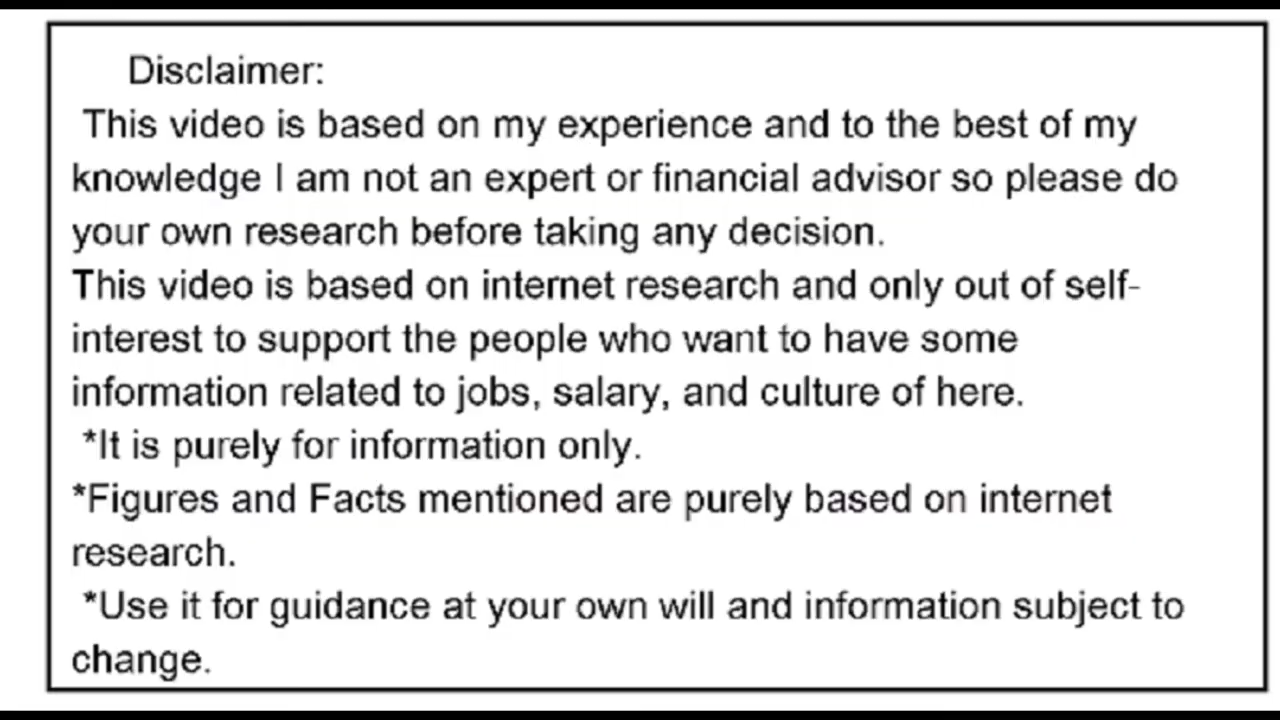 Disclaimer:
This video is based on my experience and to the best of my
knowledge I am not an expert or financial advisor so please do
your own research before taking any decision.
This video is based on internet research and only out of self-
interest to support the people who want to have some
information related to jobs, salary, and culture of here.
*It is purely for information only.
*Figures and Facts mentioned are purely based on internet
research.
*Use it for guidance at your own will and information subject to
change.